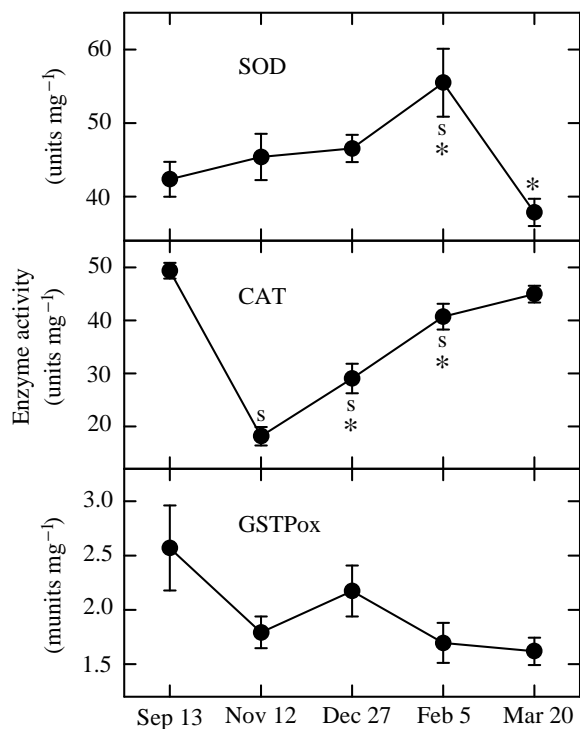 60
50
40
(units mg−1)
SOD
s
*
*
50
40
30
20
Enzyme activity
(units mg−1)
CAT
s
s
*
s
*
3.0
2.5
2.0
1.5
(munits mg−1)
GSTPox
Sep 13 Nov 12 Dec 27 Feb 5 Mar 20